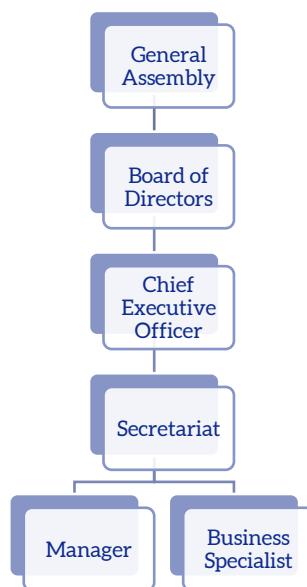 General
Assembly
Board of
Directors
Chief
Executive
Officer
Secretariat
Manager
Business
Specialist